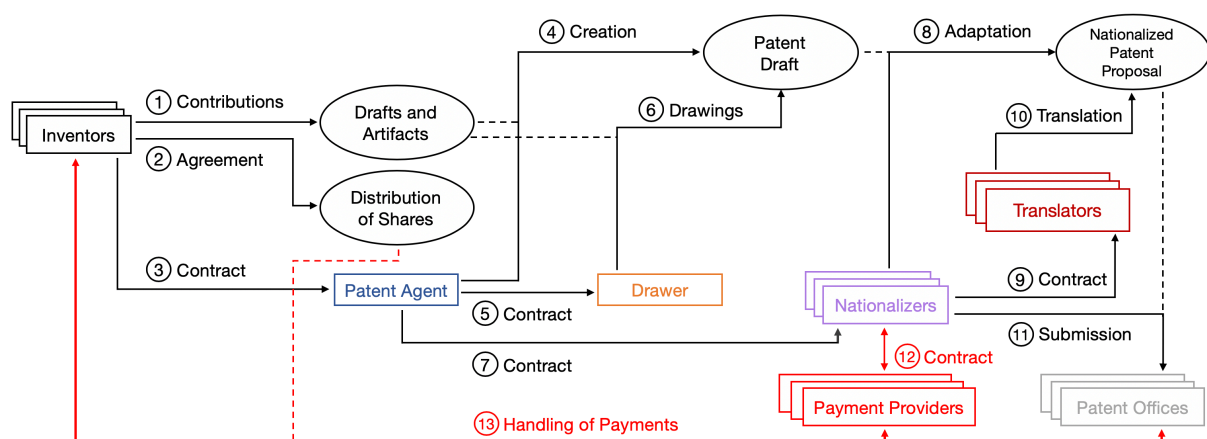 ④ Creation
Patent
Draft
⑧ Adaptation
Nationalized
Patent
Proposal
① Contributions
Drafts and
Artifacts
⑥ Drawings
⑩ Translation
Inventors
② Agreement
Distribution
of Shares
Translators
③ Contract
Patent Agent
Drawer
⑨ Contract
Nationalizers
⑤ Contract
⑪ Submission
⑦ Contract
⑫ Contract
Payment Providers
Patent Offices
⑬ Handling of Payments